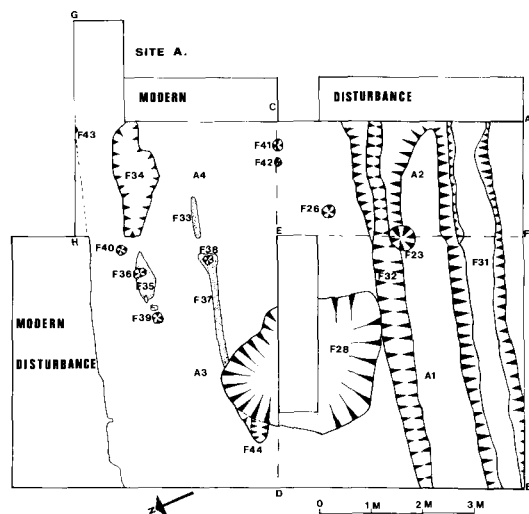 G
SITE A.
MODERN
C
DISTURBANCE
A
F43
F41
F42
F34
A4
A2
F33
F26
E
F
H
F40
F38
F23
F36
F35
F32
F31
F37
F39
MODERN
DISTURBANCE
F28
A3
A1
F44
N
D
B
0 1 M 2 M 3 M